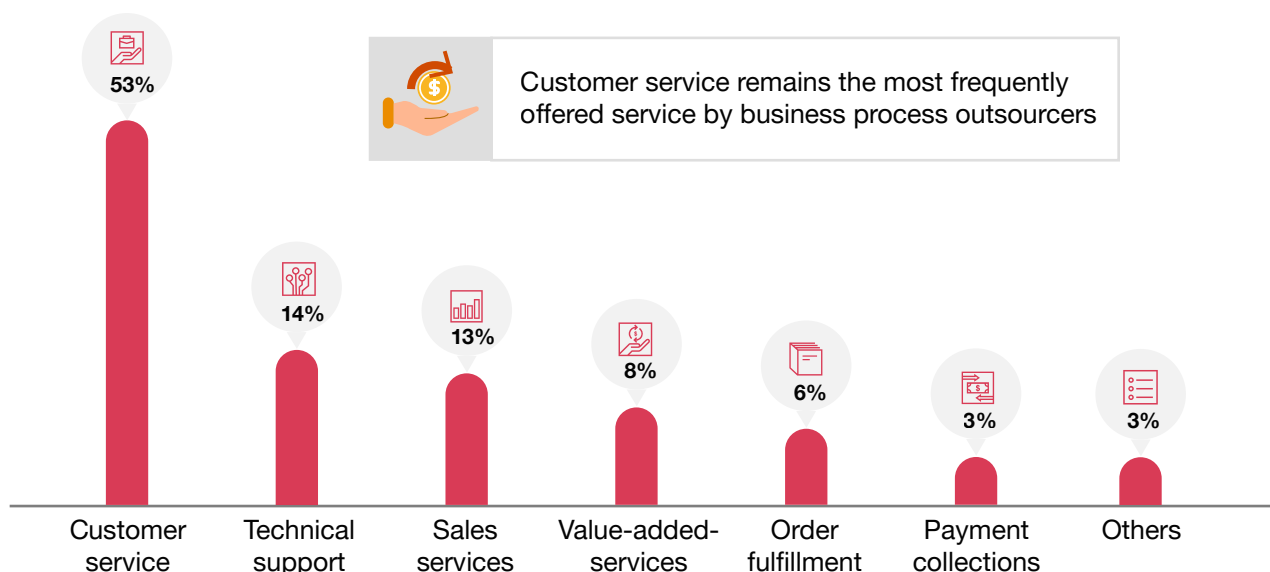 53%
Customer service remains the most frequently
offered service by business process outsourcers
14%
13%
8%
6%
3%
3%
Customer
service
Technical
support
Sales
services
Value-added-
services
Order
fulfillment
Payment
collections
Others